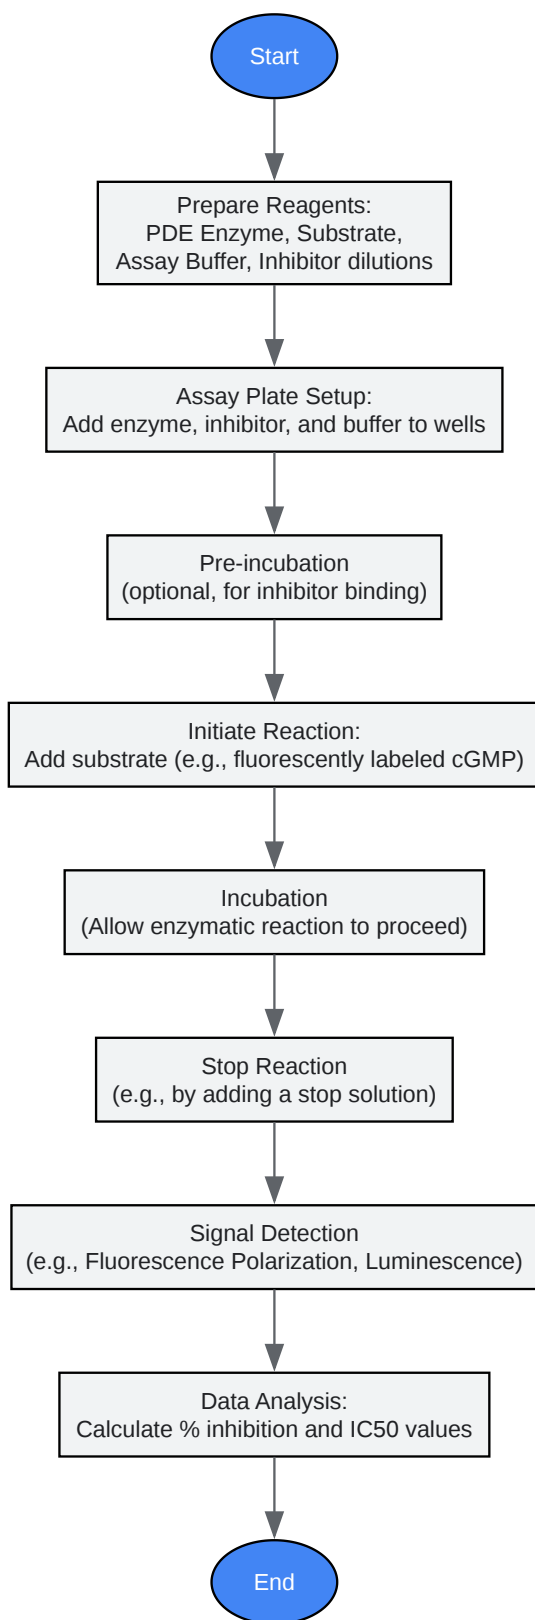 Start
Prepare Reagents:
PDE Enzyme, Substrate,
Assay Buffer, Inhibitor dilutions
Assay Plate Setup:
Add enzyme, inhibitor, and buffer to wells
Pre-incubation
(optional, for inhibitor binding)
Initiate Reaction:
Add substrate (e.g., fluorescently labeled cGMP)
Incubation
(Allow enzymatic reaction to proceed)
Stop Reaction
(e.g., by adding a stop solution)
Signal Detection
(e.g., Fluorescence Polarization, Luminescence)
Data Analysis:
Calculate % inhibition and IC50 values
End